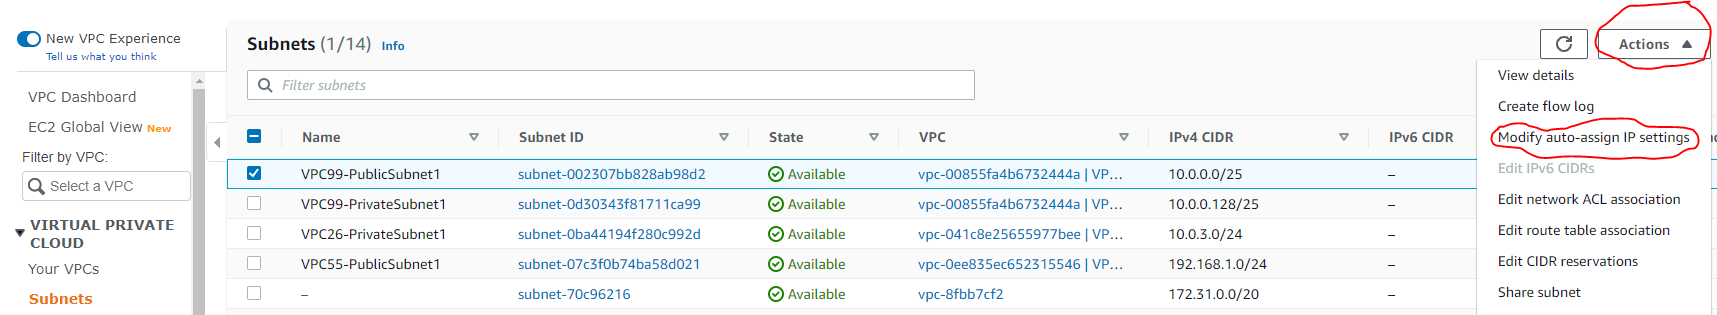 New VPC Experience
Tell us what you think
VPC Dashboard
EC2 Global View New
Filter by VPC:
Select a VPC
VIRTUAL PRIVATE
CLOUD
Your VPCs
Subnets
Subnets (1/14) Info
Actions
Filter subnets
Name Subnet ID State VPC IPv4 CIDR IPv6 CIDR
VPC99-PublicSubnet1 subnet-002307bb828ab98d2 Available vpc-00855fa4b6732444a | VP... 10.0.0.0/25 –
VPC99-PrivateSubnet1 subnet-0d30343f81711ca99 Available vpc-00855fa4b6732444a | VP... 10.0.0.128/25 –
VPC26-PrivateSubnet1 subnet-0ba44194f280c992d Available vpc-041c8e25655977bee | VP... 10.0.3.0/24 –
VPC55-PublicSubnet1 subnet-07c3f0b74ba58d021 Available vpc-0ee835ec652315546 | VP... 192.168.1.0/24 –
– subnet-70c96216 Available vpc-8fbb7cf2 172.31.0.0/20 –
View details
Create flow log
Modify auto-assign IP settings
Edit IPv6 CIDRs
Edit network ACL association
Edit route table association
Edit CIDR reservations
Share subnet